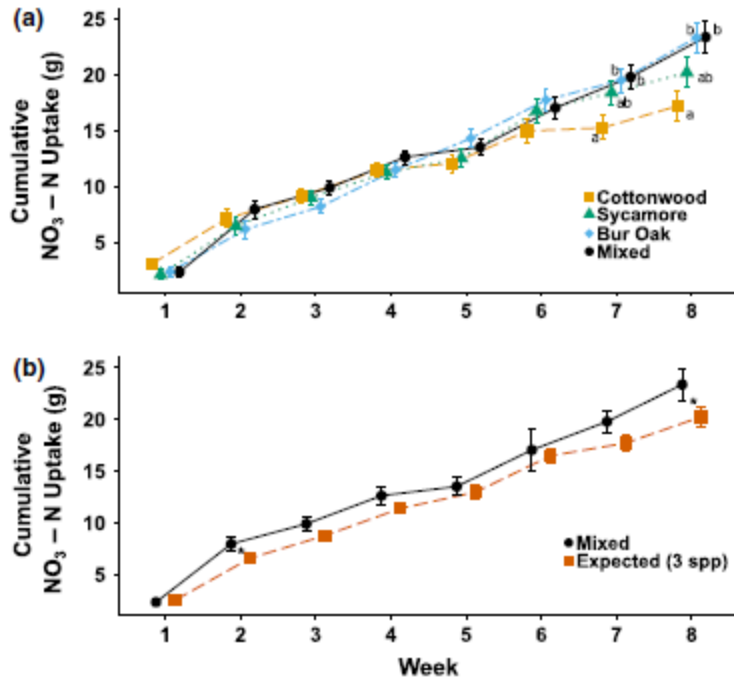 (a)
25
20
15
10
5
Cumulative
NO3 – N Uptake (g)
b b
b
b
ab
ab
a
a
Cottonwood
Sycamore
Bur Oak
Mixed
1 2 3 4 5 6 7 8
(b)
25
20
15
10
5
Cumulative
NO3 – N Uptake (g)
*
*
Mixed
Expected (3 spp)
1 2 3 4 5 6 7 8
Week